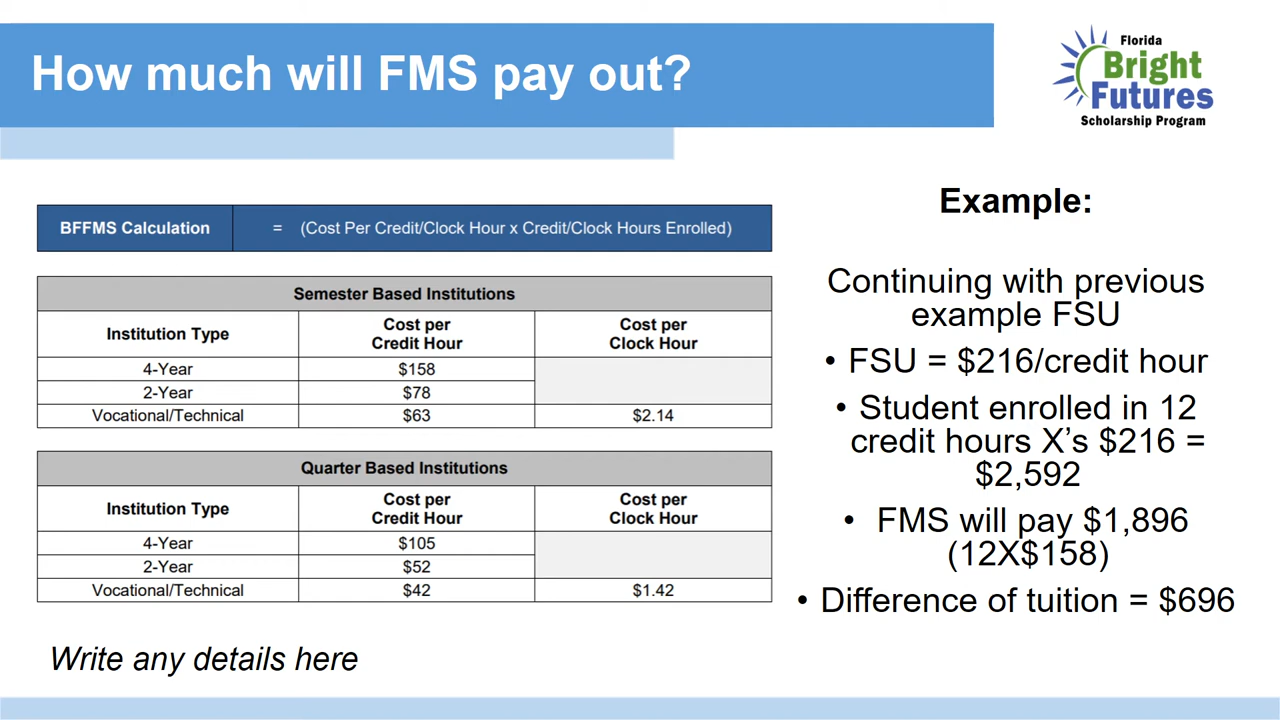 How much will FMS pay out?
Florida
Bright
Futures
Scholarship Program
BFFMS Calculation = (Cost Per Credit/Clock Hour x Credit/Clock Hours Enrolled)
Semester Based Institutions
Institution Type Cost per Credit Hour Cost per Clock Hour
4-Year $158
2-Year $78
Vocational/Technical $63 $2.14
Quarter Based Institutions
Institution Type Cost per Credit Hour Cost per Clock Hour
4-Year $105
2-Year $52
Vocational/Technical $42 $1.42
Write any details here
Example:
Continuing with previous
example FSU
• FSU = $216/credit hour
• Student enrolled in 12
credit hours X’s $216 =
$2,592
• FMS will pay $1,896
(12X$158)
• Difference of tuition = $696